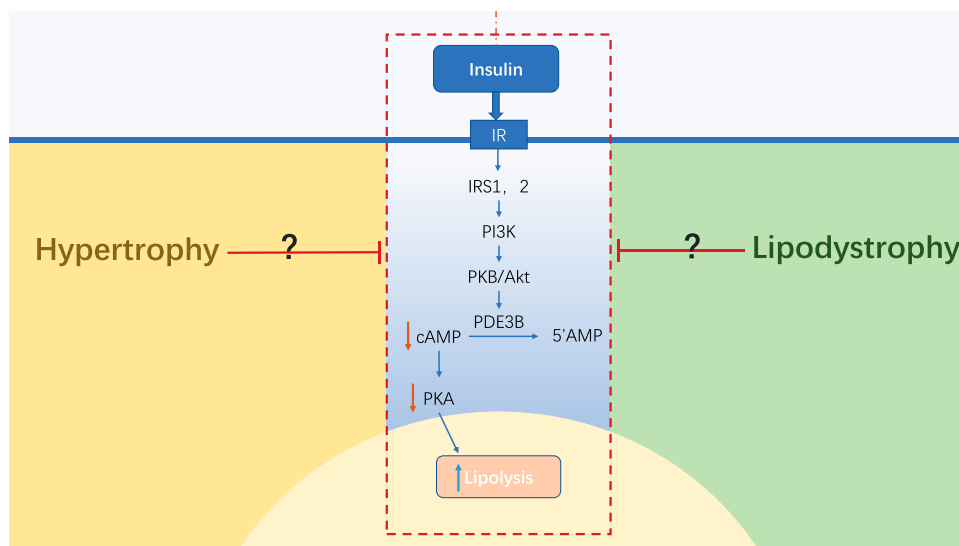 Insulin
IR
IRS1, 2
PI3K
Hypertrophy
?
?
Lipodystrophy
PKB/Akt
PDE3B
cAMP
5’AMP
PKA
Lipolysis